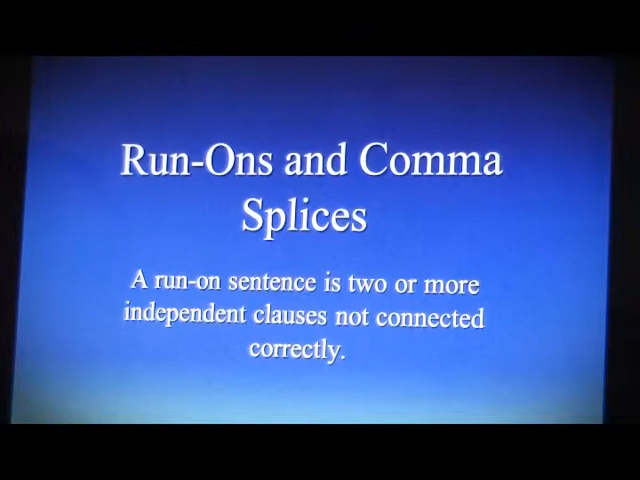 Run-Ons and Comma
Splices
A run-on sentence is two or more
independent clauses not connected
correctly.